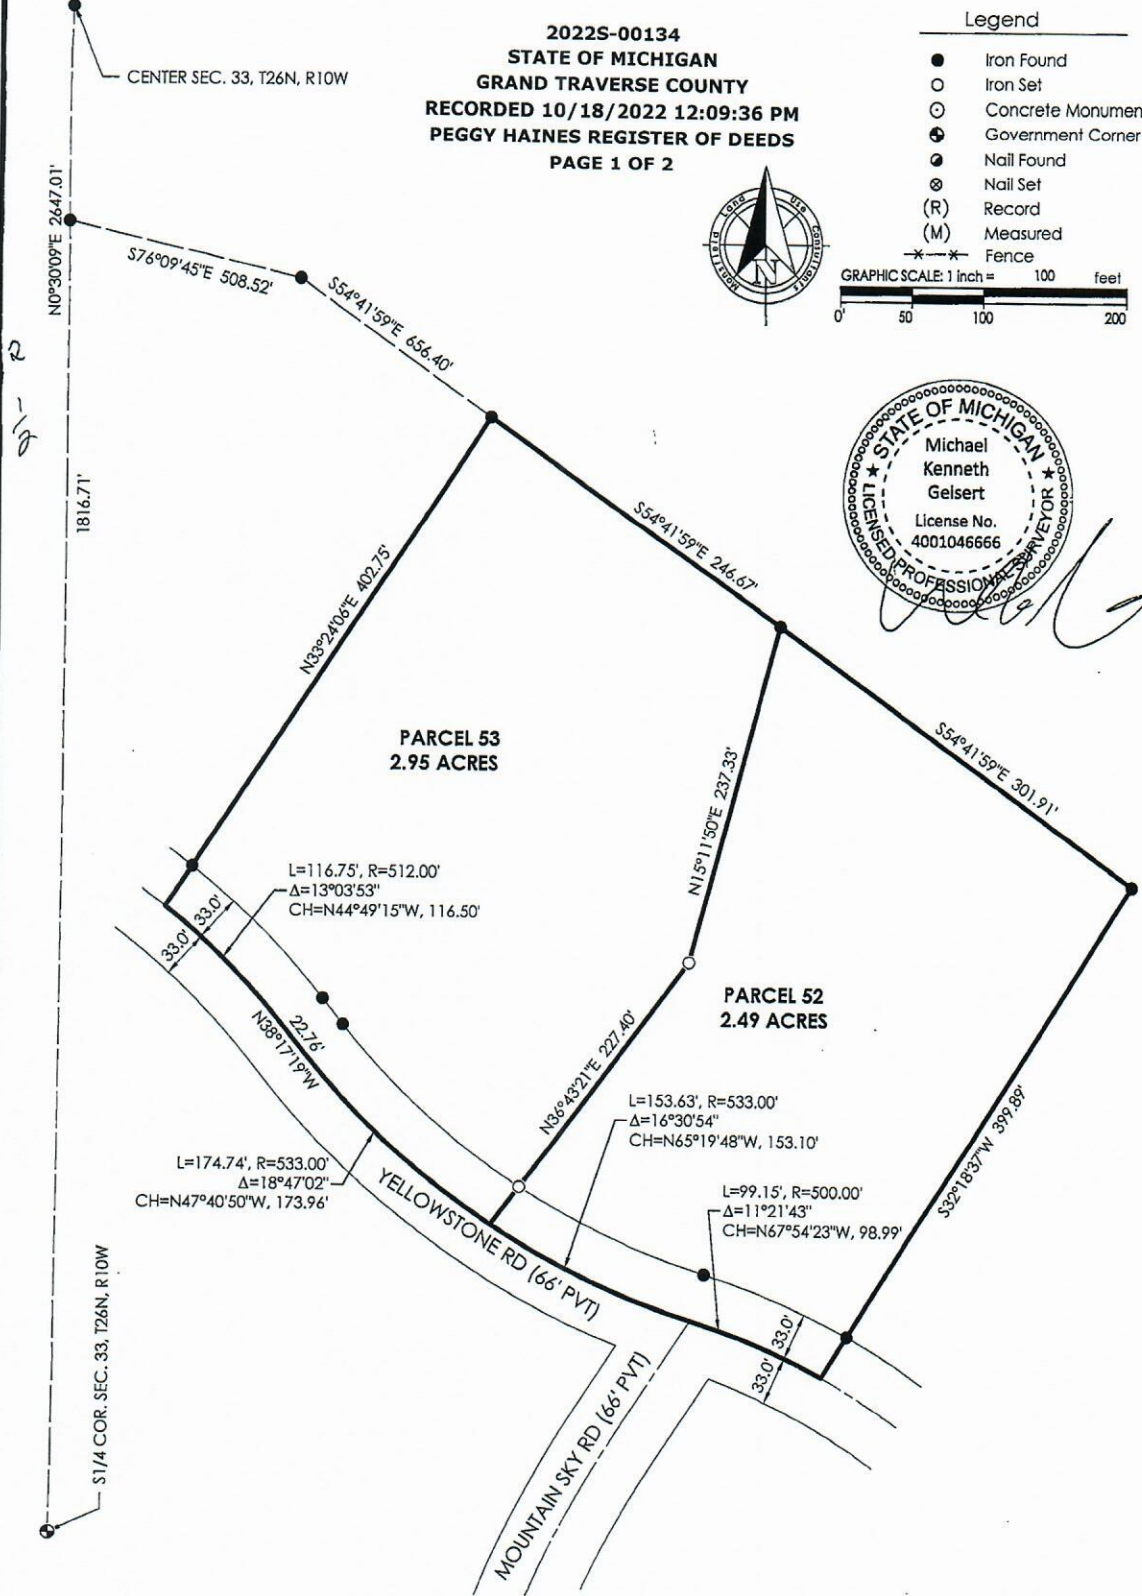 2022S-00134
STATE OF MICHIGAN
GRAND TRAVERSE COUNTY
RECORDED 10/18/2022 12:09:36 PM
PEGGY HAINES REGISTER OF DEEDS
PAGE 1 OF 2
Legend
Iron Found
Iron Set
Concrete Monumen
Government Corner
Nail Found
Nail Set
(R) Record
(M) Measured
Fence
GRAPHIC SCALE: 1 inch = 100 feet
0' 50 100 200
Mansfield Land Use Consultants
N
STATE OF MICHIGAN
Michael
Kenneth
Geisert
License No.
4001046666
LICENSED PROFESSIONAL SURVEYOR
CENTER SEC. 33, T26N, R10W
N0°30'09"E 2647.01'
S76°09'45"E 508.52'
S54°41'59"E 656.40'
1816.71'
S54°41'59"E 246.67'
N33°24'06"E 402.75'
PARCEL 53
2.95 ACRES
N15°11'50"E 237.33'
S54°41'59"E 301.91'
L=116.75', R=512.00'
Δ=13°03'53"
CH=N44°49'15"W, 116.50'
33.0'
33.0'
22.76'
N38°17'19"W
PARCEL 52
2.49 ACRES
N36°43'21"E 227.40'
L=153.63', R=533.00'
Δ=16°30'54"
CH=N65°19'48"W, 153.10'
S32°18'37"W 399.89'
L=174.74', R=533.00'
Δ=18°47'02"
CH=N47°40'50"W, 173.96'
L=99.15', R=500.00'
Δ=11°21'43"
CH=N67°54'23"W, 98.99'
YELLOWSTONE RD (66' PVT)
33.0'
33.0'
MOUNTAIN SKY RD (66' PVT)
S1/4 COR. SEC. 33, T26N, R10W